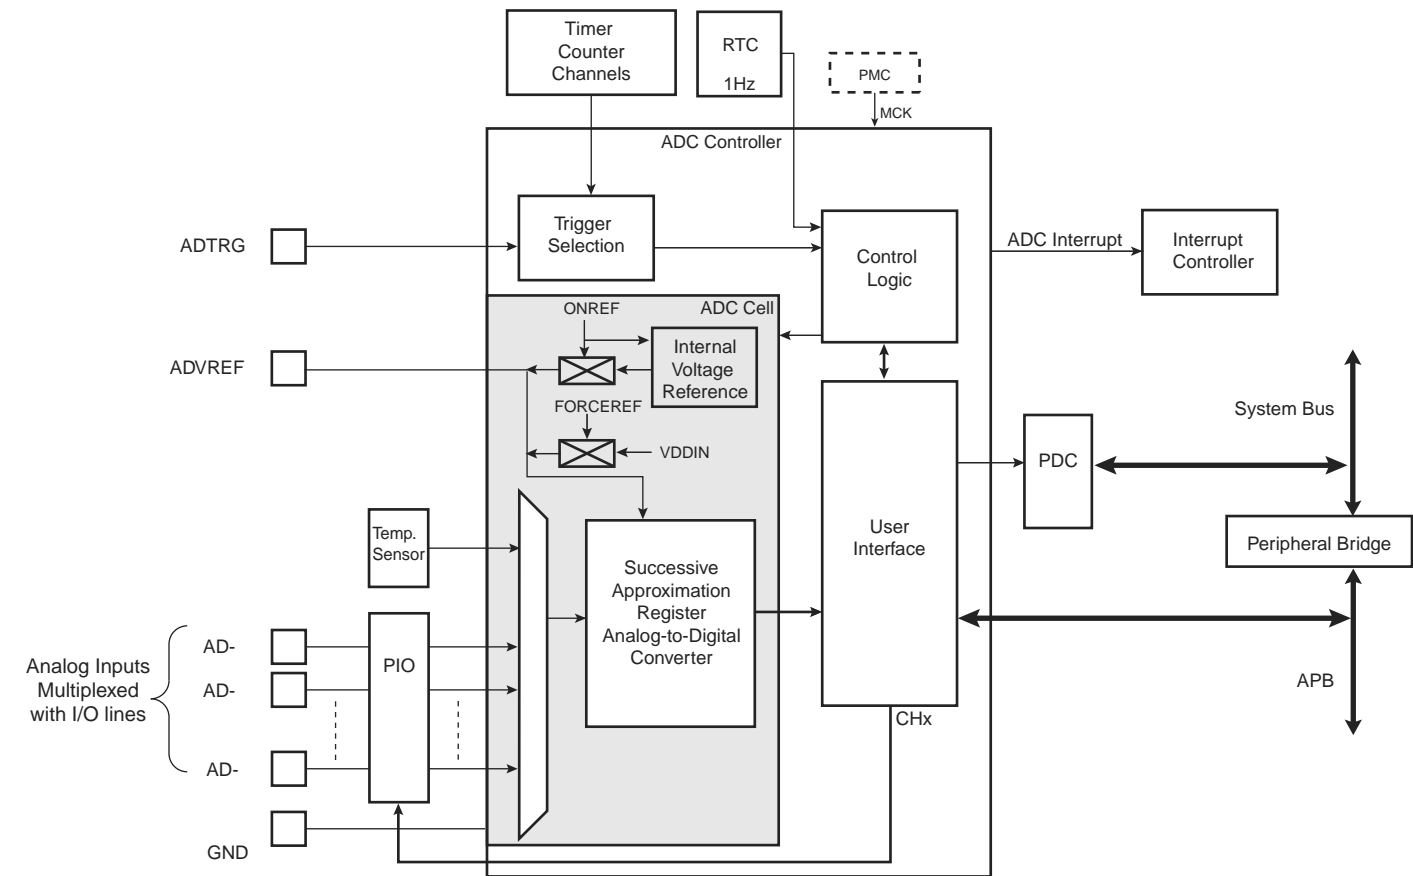 Timer
Counter
Channels
RTC
1Hz
PMC
MCK
ADC Controller
ADTRG
Trigger
Selection
Control
Logic
ADC Interrupt
Interrupt
Controller
ADC Cell
ONREF
ADVREF
Internal
Voltage
Reference
FORCEREF
VDDIN
System Bus
PDC
User
Interface
Peripheral Bridge
Temp.
Sensor
Successive
Approximation
Register
Analog-to-Digital
Converter
Analog Inputs
Multiplexed
with I/O lines
AD-
AD-
AD-
PIO
APB
CHx
GND